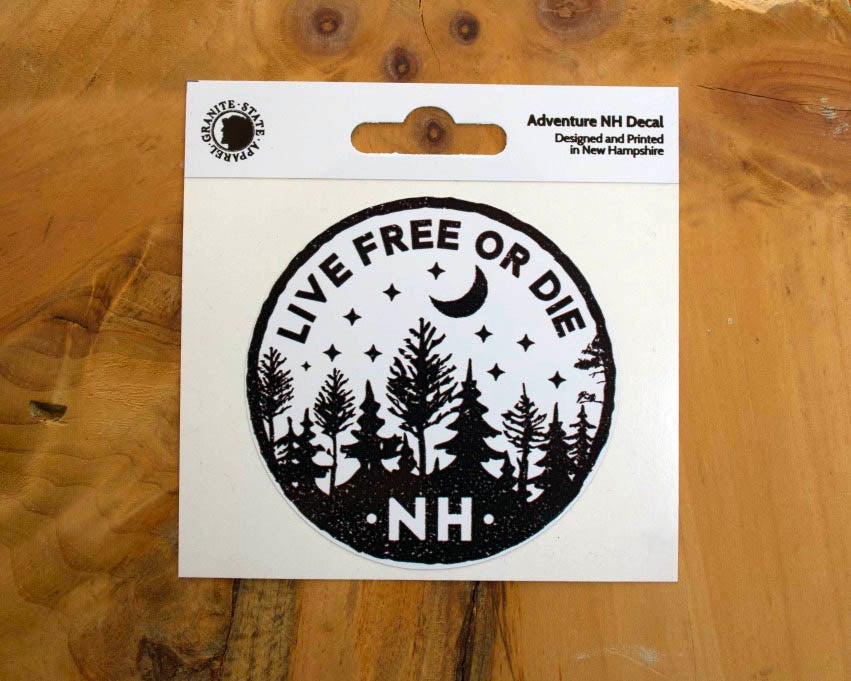 GRANITE·STATE
·APPAREL·
Adventure NH Decal
Designed and Printed
in New Hampshire
LIVE FREE OR DIE
·NH·